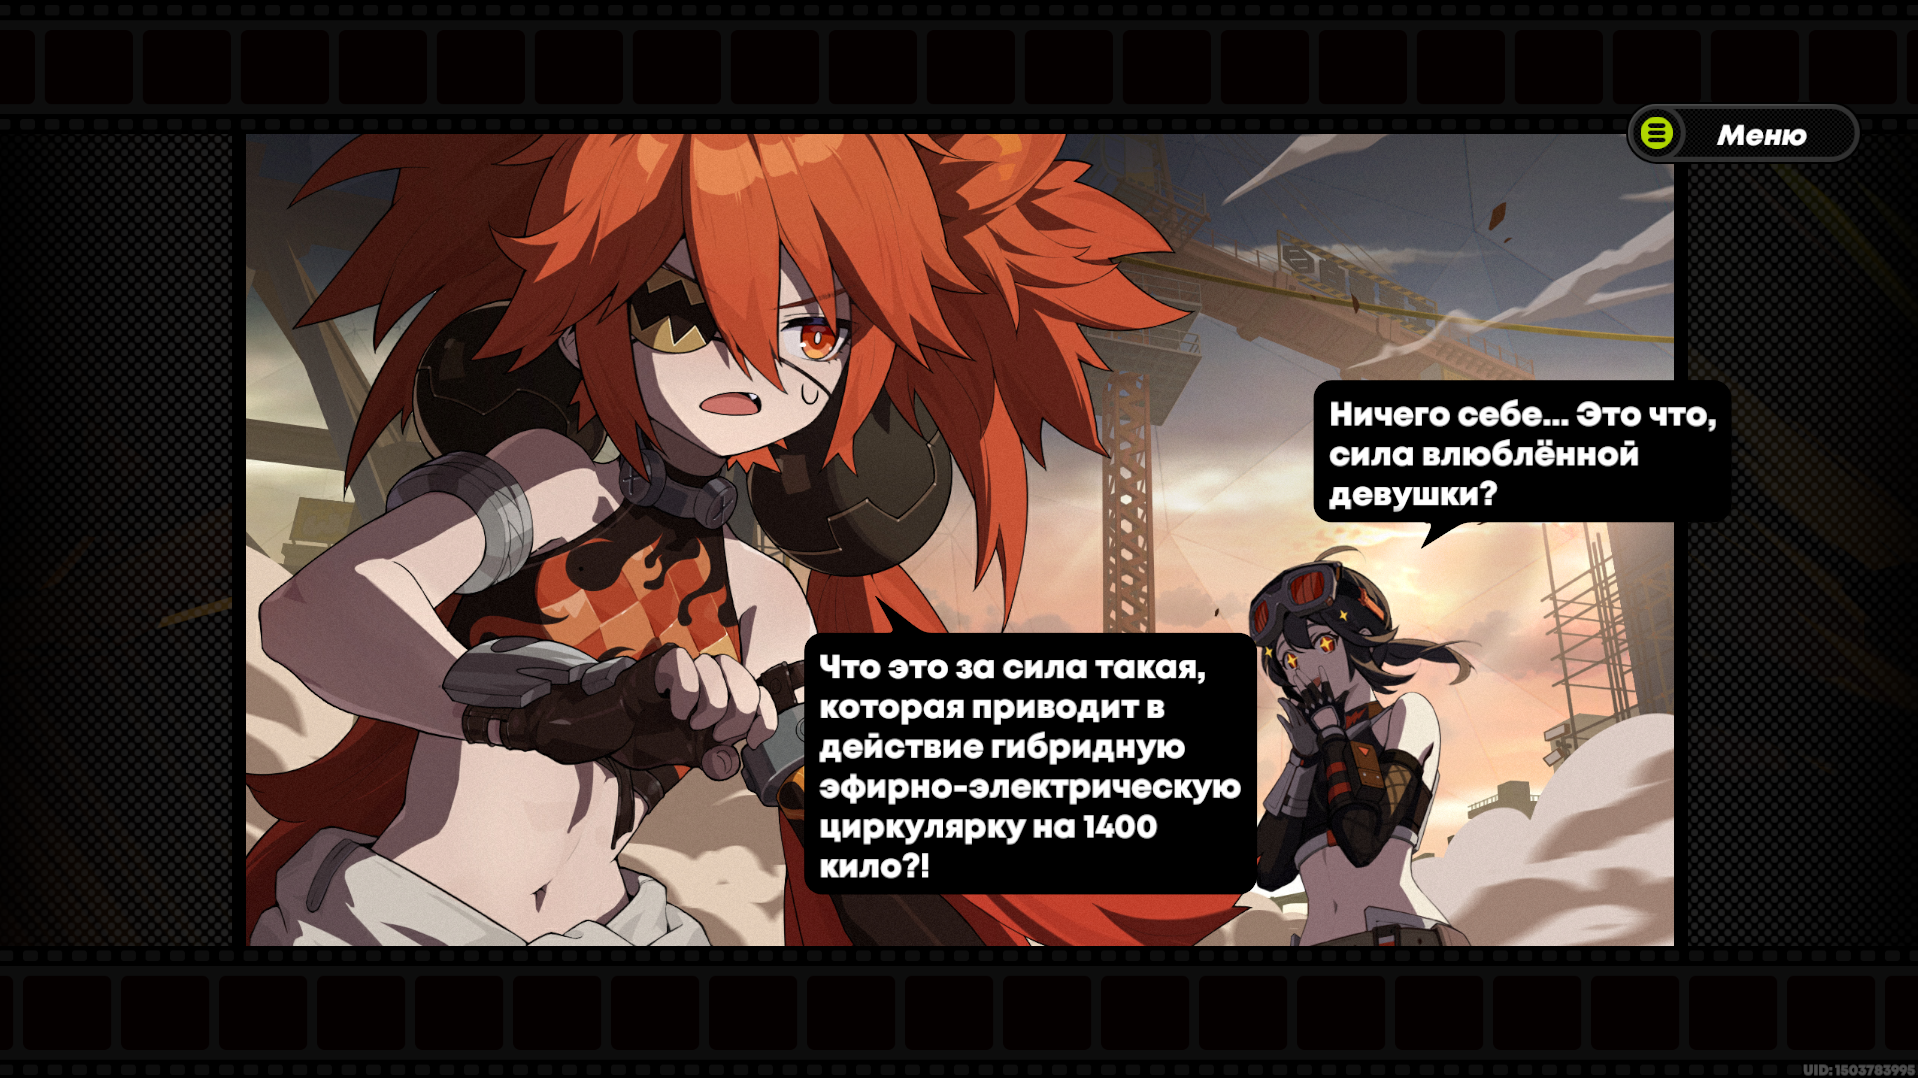 Меню
Ничего себе... Это что,
сила влюблённой
девушки?
Что это за сила такая,
которая приводит в
действие гибридную
эфирно-электрическую
циркулярку на 1400
кило?!
UID: 1503783995